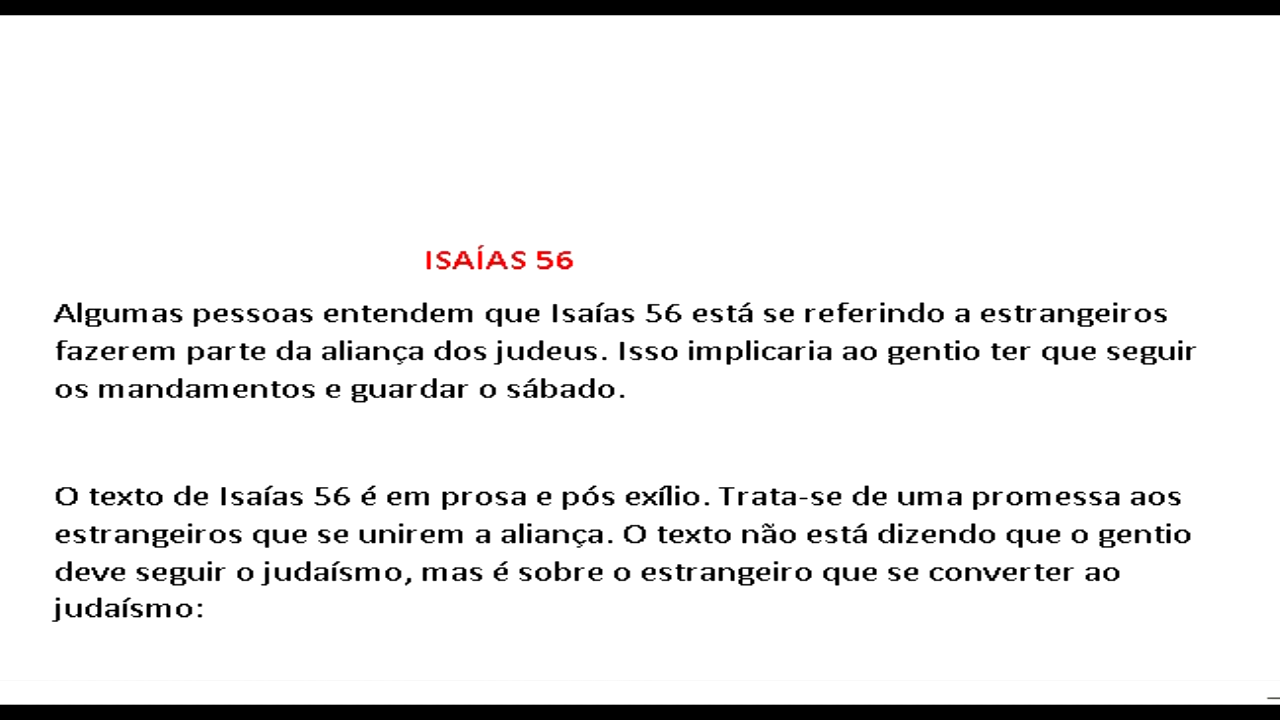 ISAÍAS 56
Algumas pessoas entendem que Isaías 56 está se referindo a estrangeiros
fazerem parte da aliança dos judeus. Isso implicaria ao gentio ter que seguir
os mandamentos e guardar o sábado.
O texto de Isaías 56 é em prosa e pós exílio. Trata-se de uma promessa aos
estrangeiros que se unirem a aliança. O texto não está dizendo que o gentio
deve seguir o judaísmo, mas é sobre o estrangeiro que se converter ao
judaísmo: